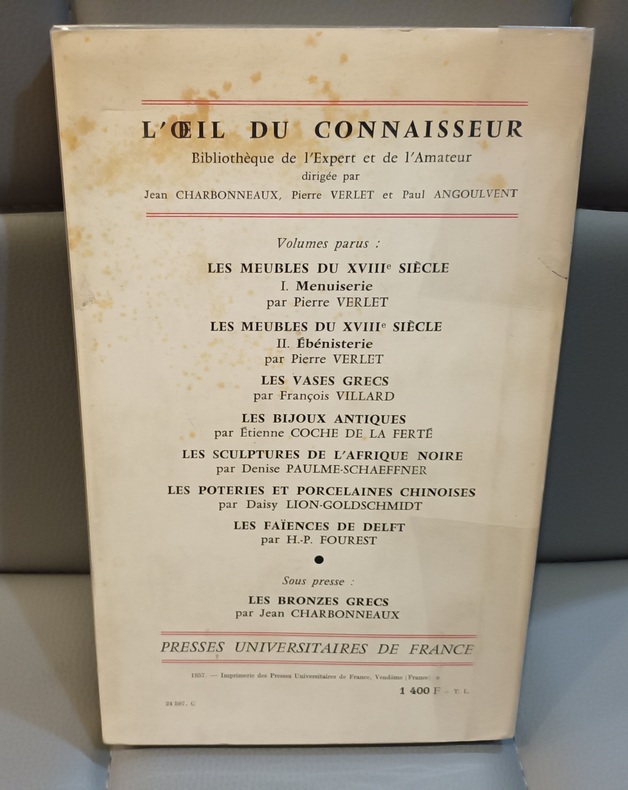 L'ŒIL DU CONNAISSEUR
Bibliothèque de l'Expert et de l'Amateur
dirigée par
Jean CHARBONNEAUX, Pierre VERLET et Paul ANGOULVENT
Volumes parus :
LES MEUBLES DU XVIIIe SIÈCLE
I. Menuiserie
par Pierre VERLET
LES MEUBLES DU XVIIIe SIÈCLE
II. Ébénisterie
par Pierre VERLET
LES VASES GRECS
par François VILLARD
LES BIJOUX ANTIQUES
par Étienne COCHE DE LA FERTÉ
LES SCULPTURES DE L'AFRIQUE NOIRE
par Denise PAULME-SCHAEFFNER
LES POTERIES ET PORCELAINES CHINOISES
par Daisy LION-GOLDSCHMIDT
LES FAÏENCES DE DELFT
par H.-P. FOUREST
Sous presse :
LES BRONZES GRECS
par Jean CHARBONNEAUX
PRESSES UNIVERSITAIRES DE FRANCE
1957. — Imprimerie des Presses Universitaires de France, Vendôme (France)
1 400 F – T. L.